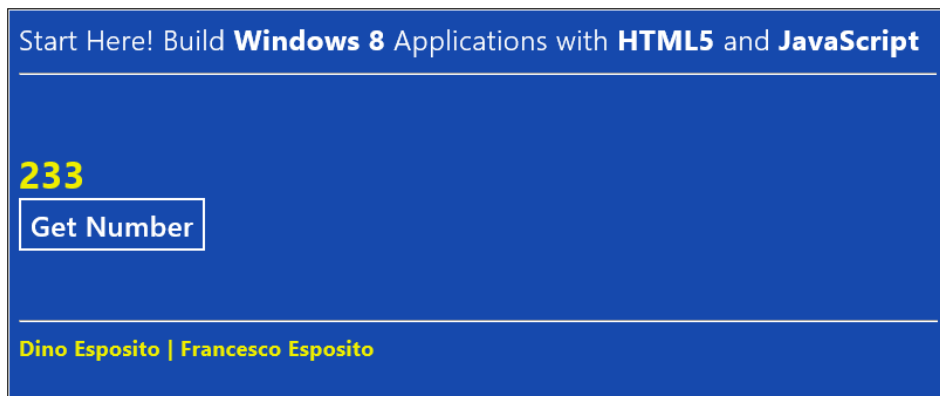 Start Here! Build Windows 8 Applications with HTML5 and JavaScript
233
Get Number
Dino Esposito | Francesco Esposito